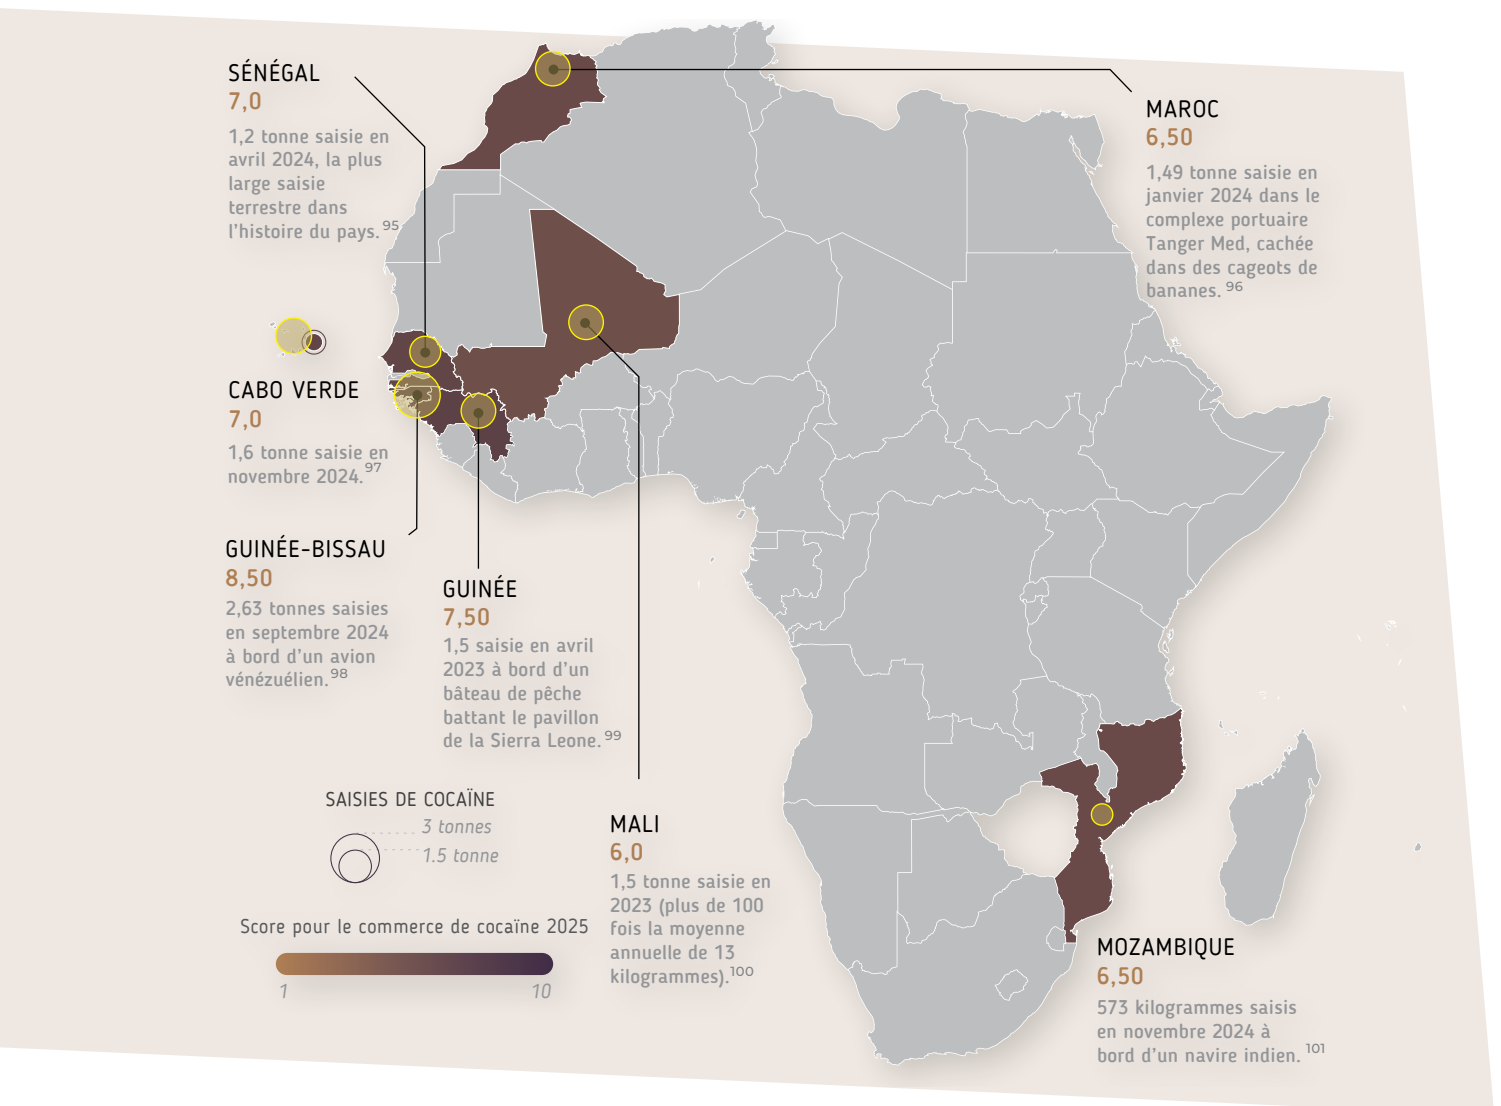 SÉNÉGAL
7,0
1,2 tonne saisie en
avril 2024, la plus
large saisie
terrestre dans
l'histoire du pays.95
MAROC
6,50
1,49 tonne saisie en
janvier 2024 dans le
complexe portuaire
Tanger Med, cachée
dans des cageots de
bananes. 96
CABO VERDE
7,0
1,6 tonne saisie en
novembre 2024.97
GUINÉE-BISSAU
8,50
2,63 tonnes saisies
en septembre 2024
à bord d'un avion
vénézuélien.98
GUINÉE
7,50
1,5 saisie en avril
2023 à bord d'un
bâteau de pêche
battant le pavillon
de la Sierra Leone.99
SAISIES DE COCAÏNE
3 tonnes
1.5 tonne
Score pour le commerce de cocaïne 2025
1
10
MALI
6,0
1,5 tonne saisie en
2023 (plus de 100
fois la moyenne
annuelle de 13
kilogrammes).100
MOZAMBIQUE
6,50
573 kilogrammes saisis
en novembre 2024 à
bord d'un navire indien. 101